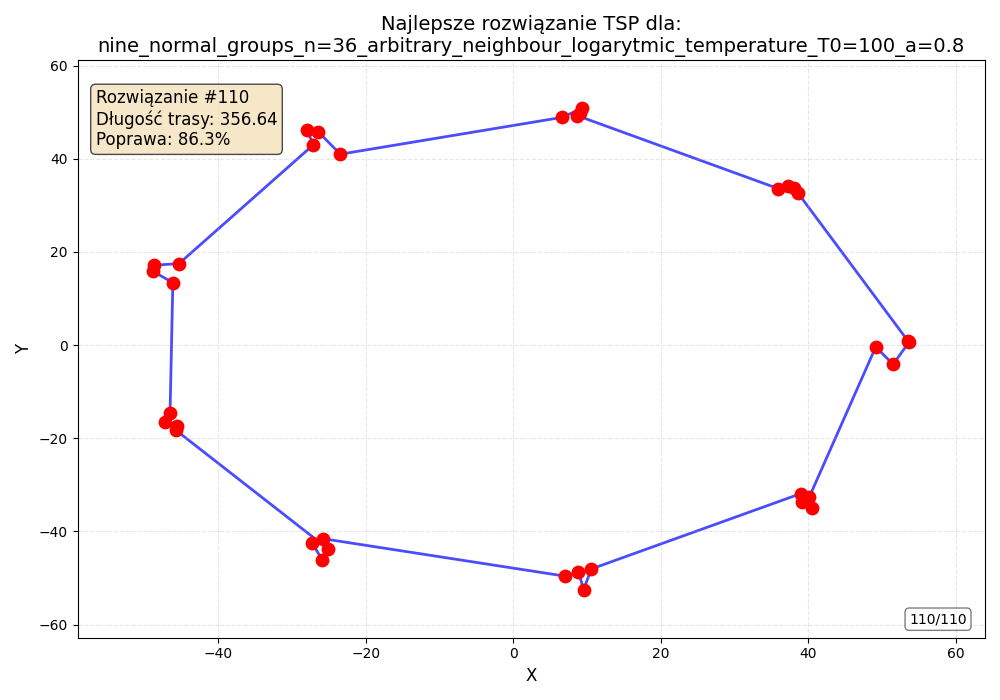 Najlepsze rozwiązanie TSP dla:
nine_normal_groups_n=36_arbitrary_neighbour_logarytmic_temperature_T0=100_a=0.8
Rozwiązanie #110
Długość trasy: 356.64
Poprawa: 86.3%
60
40
20
0
−20
−40
−60
Y
110/110
−40
−20
0
20
40
60
X